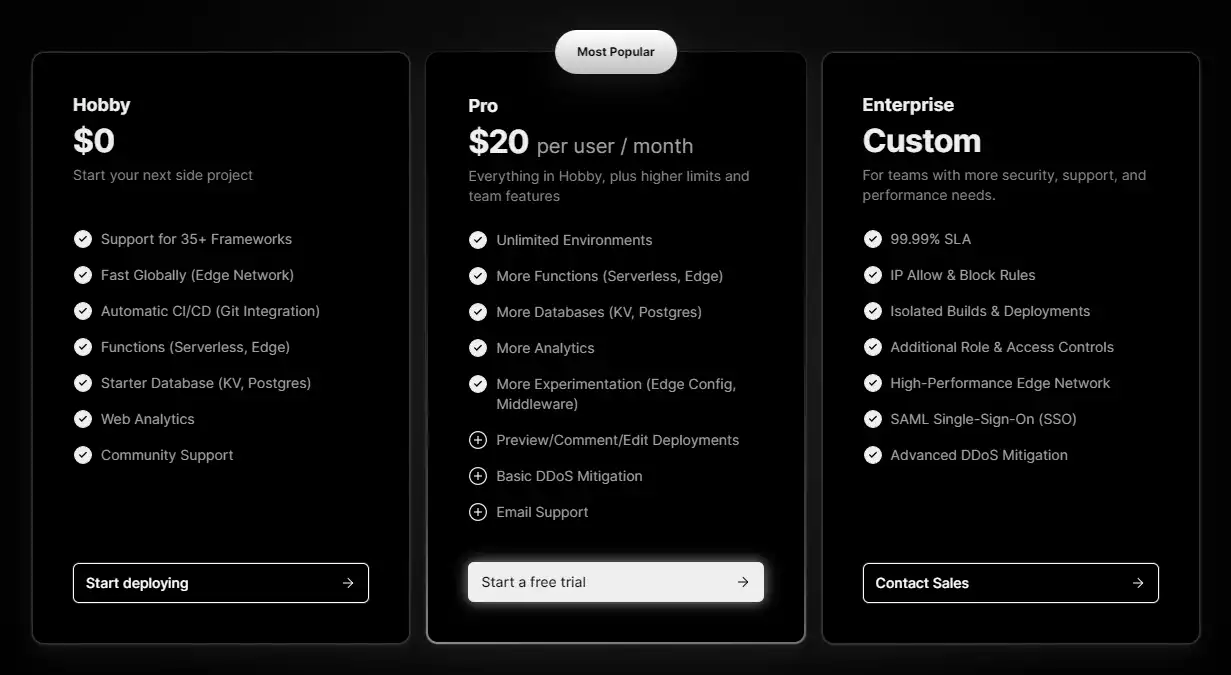 Most Popular
Hobby
$0
Start your next side project
Support for 35+ Frameworks
Fast Globally (Edge Network)
Automatic CI/CD (Git Integration)
Functions (Serverless, Edge)
Starter Database (KV, Postgres)
Web Analytics
Community Support
Start deploying
Pro
$20 per user / month
Everything in Hobby, plus higher limits and
team features
Unlimited Environments
More Functions (Serverless, Edge)
More Databases (KV, Postgres)
More Analytics
More Experimentation (Edge Config,
Middleware)
Preview/Comment/Edit Deployments
Basic DDoS Mitigation
Email Support
Start a free trial
Enterprise
Custom
For teams with more security, support, and
performance needs.
99.99% SLA
IP Allow & Block Rules
Isolated Builds & Deployments
Additional Role & Access Controls
High-Performance Edge Network
SAML Single-Sign-On (SSO)
Advanced DDoS Mitigation
Contact Sales